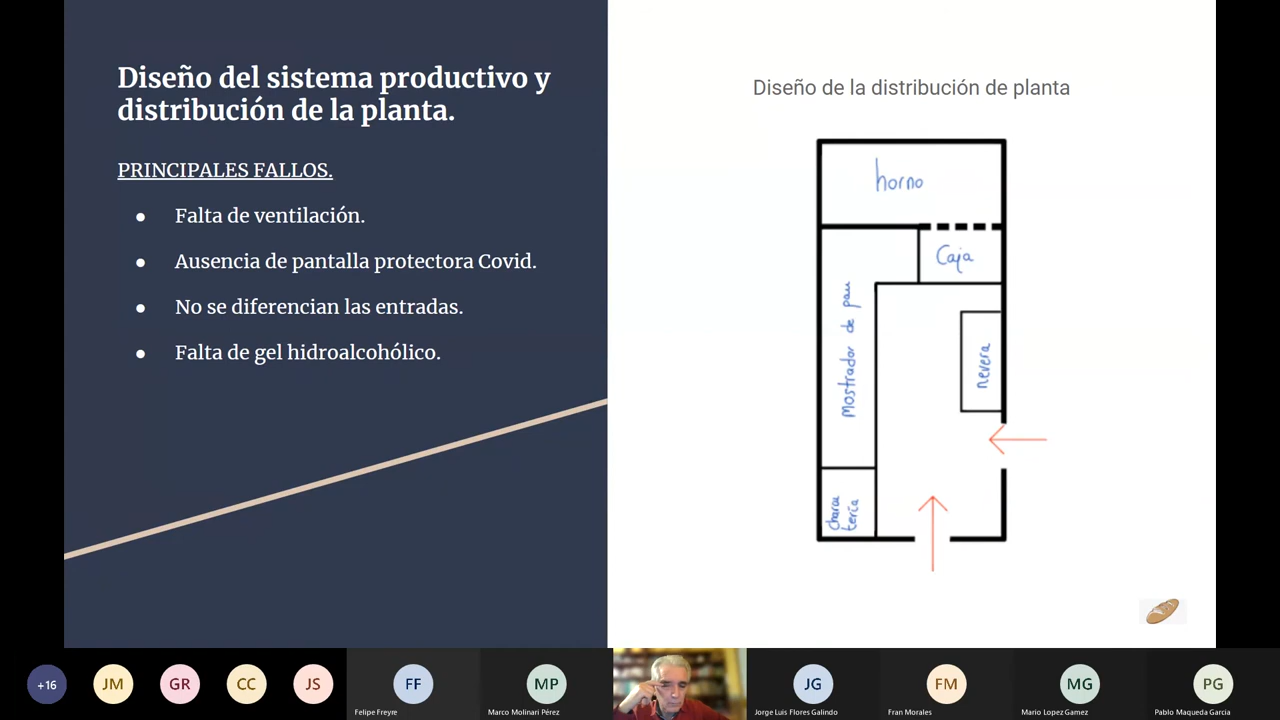 Diseño del sistema productivo y
distribución de la planta.
PRINCIPALES FALLOS.
● Falta de ventilación.
● Ausencia de pantalla protectora Covid.
● No se diferencian las entradas.
● Falta de gel hidroalcohólico.
Diseño de la distribución de planta
horno
Caja
mostrador de pan
nevera
charcu
tería
+16
JM
GR
CC
JS
FF
Felipe Freyre
MP
Marco Molinari Pérez
JG
Jorge Luis Flores Galindo
FM
Fran Morales
MG
Mario Lopez Gamez
PG
Pablo Maqueda García